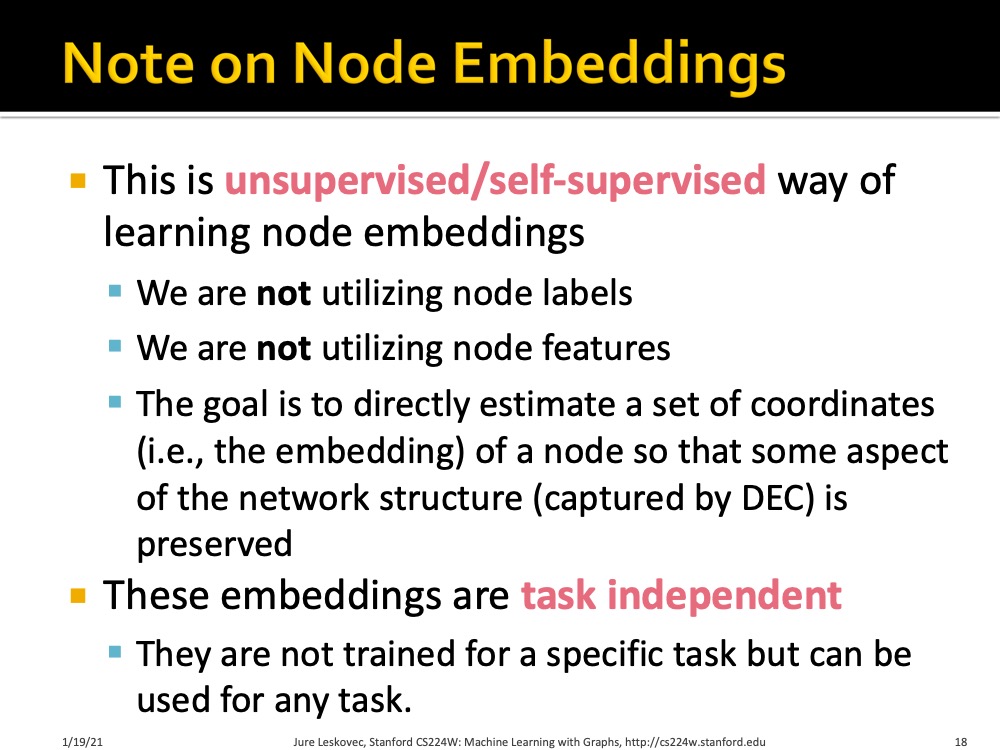 Note on Node Embeddings
This is unsupervised/self-supervised way of
learning node embeddings
We are not utilizing node labels
We are not utilizing node features
The goal is to directly estimate a set of coordinates
(i.e., the embedding) of a node so that some aspect
of the network structure (captured by DEC) is
preserved
These embeddings are task independent
They are not trained for a specific task but can be
used for any task.
1/19/21
Jure Leskovec, Stanford CS224W: Machine Learning with Graphs, http://cs224w.stanford.edu
18